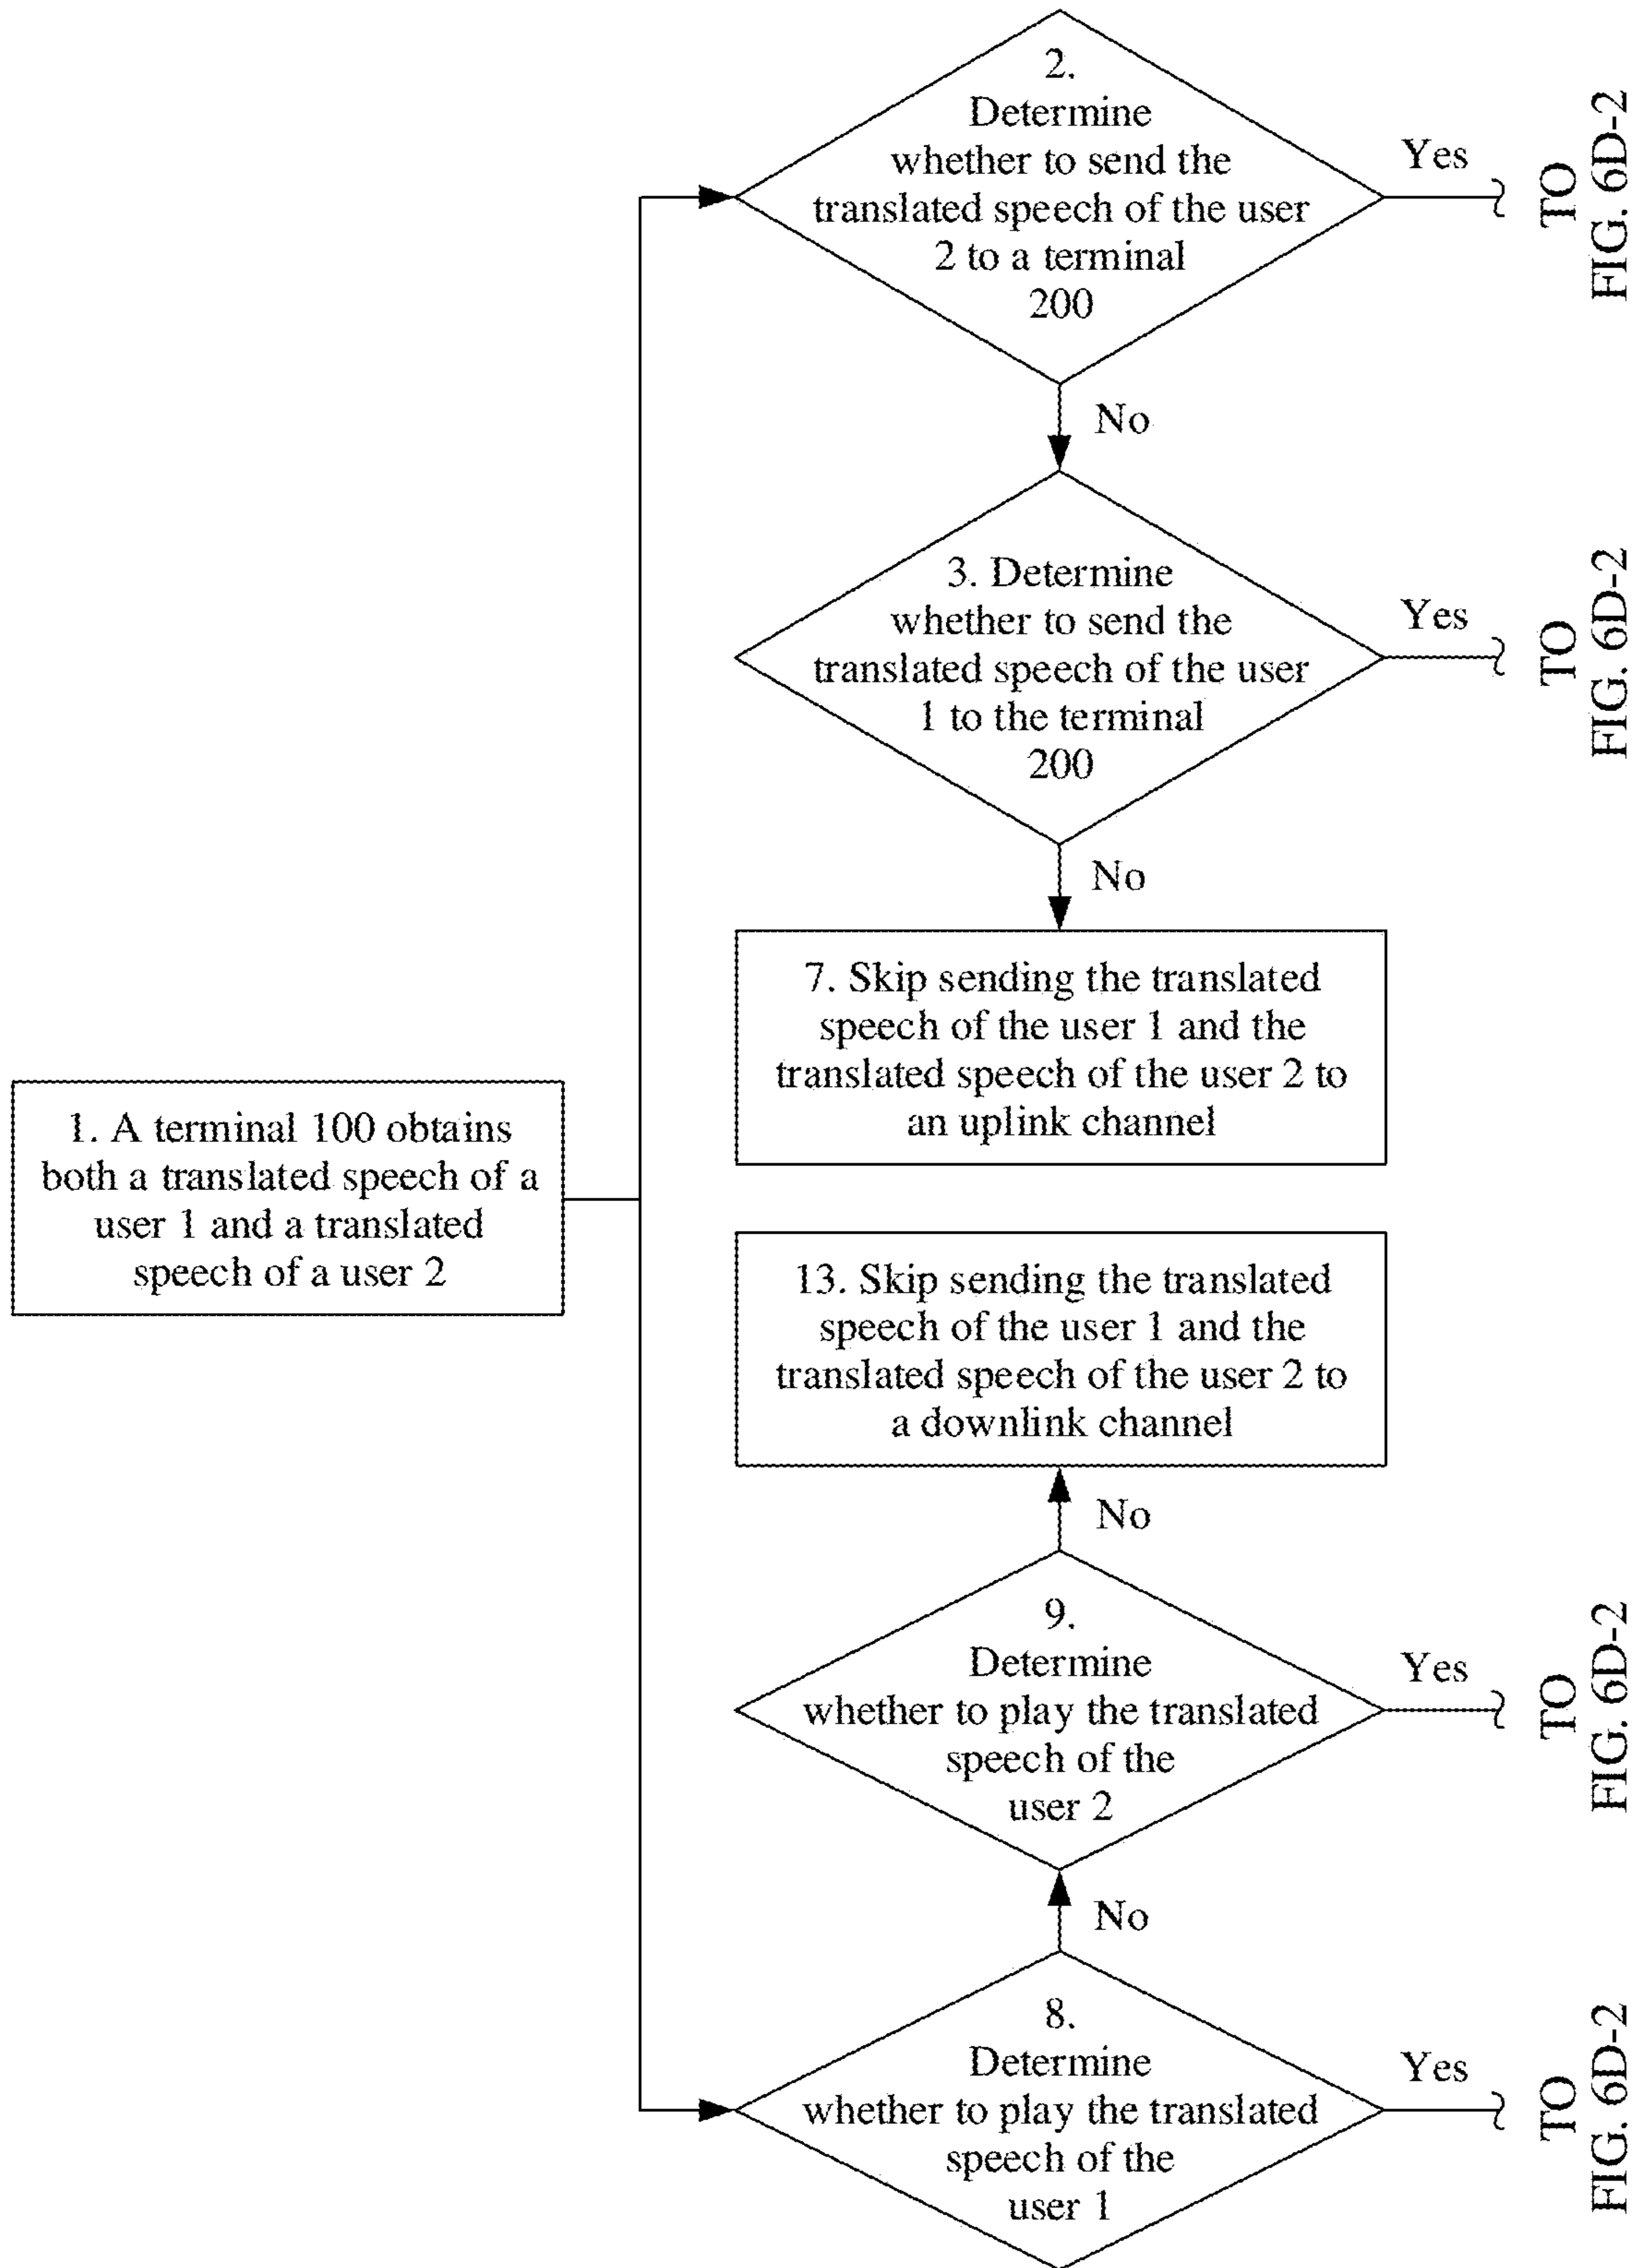 2.
Determine
whether to send the
translated speech of the user
2 to a terminal
200
Yes
TO
FIG. 6D-2
No
3. Determine
whether to send the
translated speech of the user
1 to the terminal
200
Yes
TO
FIG. 6D-2
No
7. Skip sending the translated
speech of the user 1 and the
translated speech of the user 2 to
an uplink channel
1. A terminal 100 obtains
both a translated speech of a
user 1 and a translated
speech of a user 2
13. Skip sending the translated
speech of the user 1 and the
translated speech of the user 2 to
a downlink channel
No
9.
Determine
whether to play the translated
speech of the
user 2
Yes
TO
FIG. 6D-2
No
8.
Determine
whether to play the translated
speech of the
user 1
Yes
TO
FIG. 6D-2